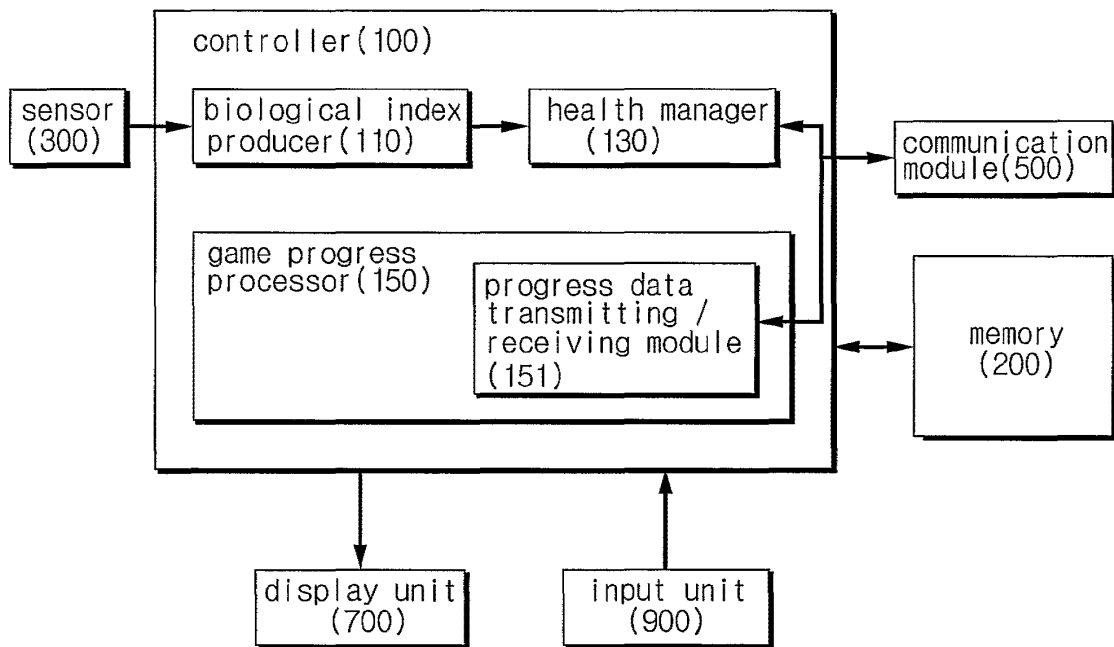 controller(100)
sensor
(300)
biological index
producer(110)
health manager
(130)
communication
module(500)
game progress
processor(150)
progress data
transmitting /
receiving module
(151)
memory
(200)
display unit
(700)
input unit
(900)